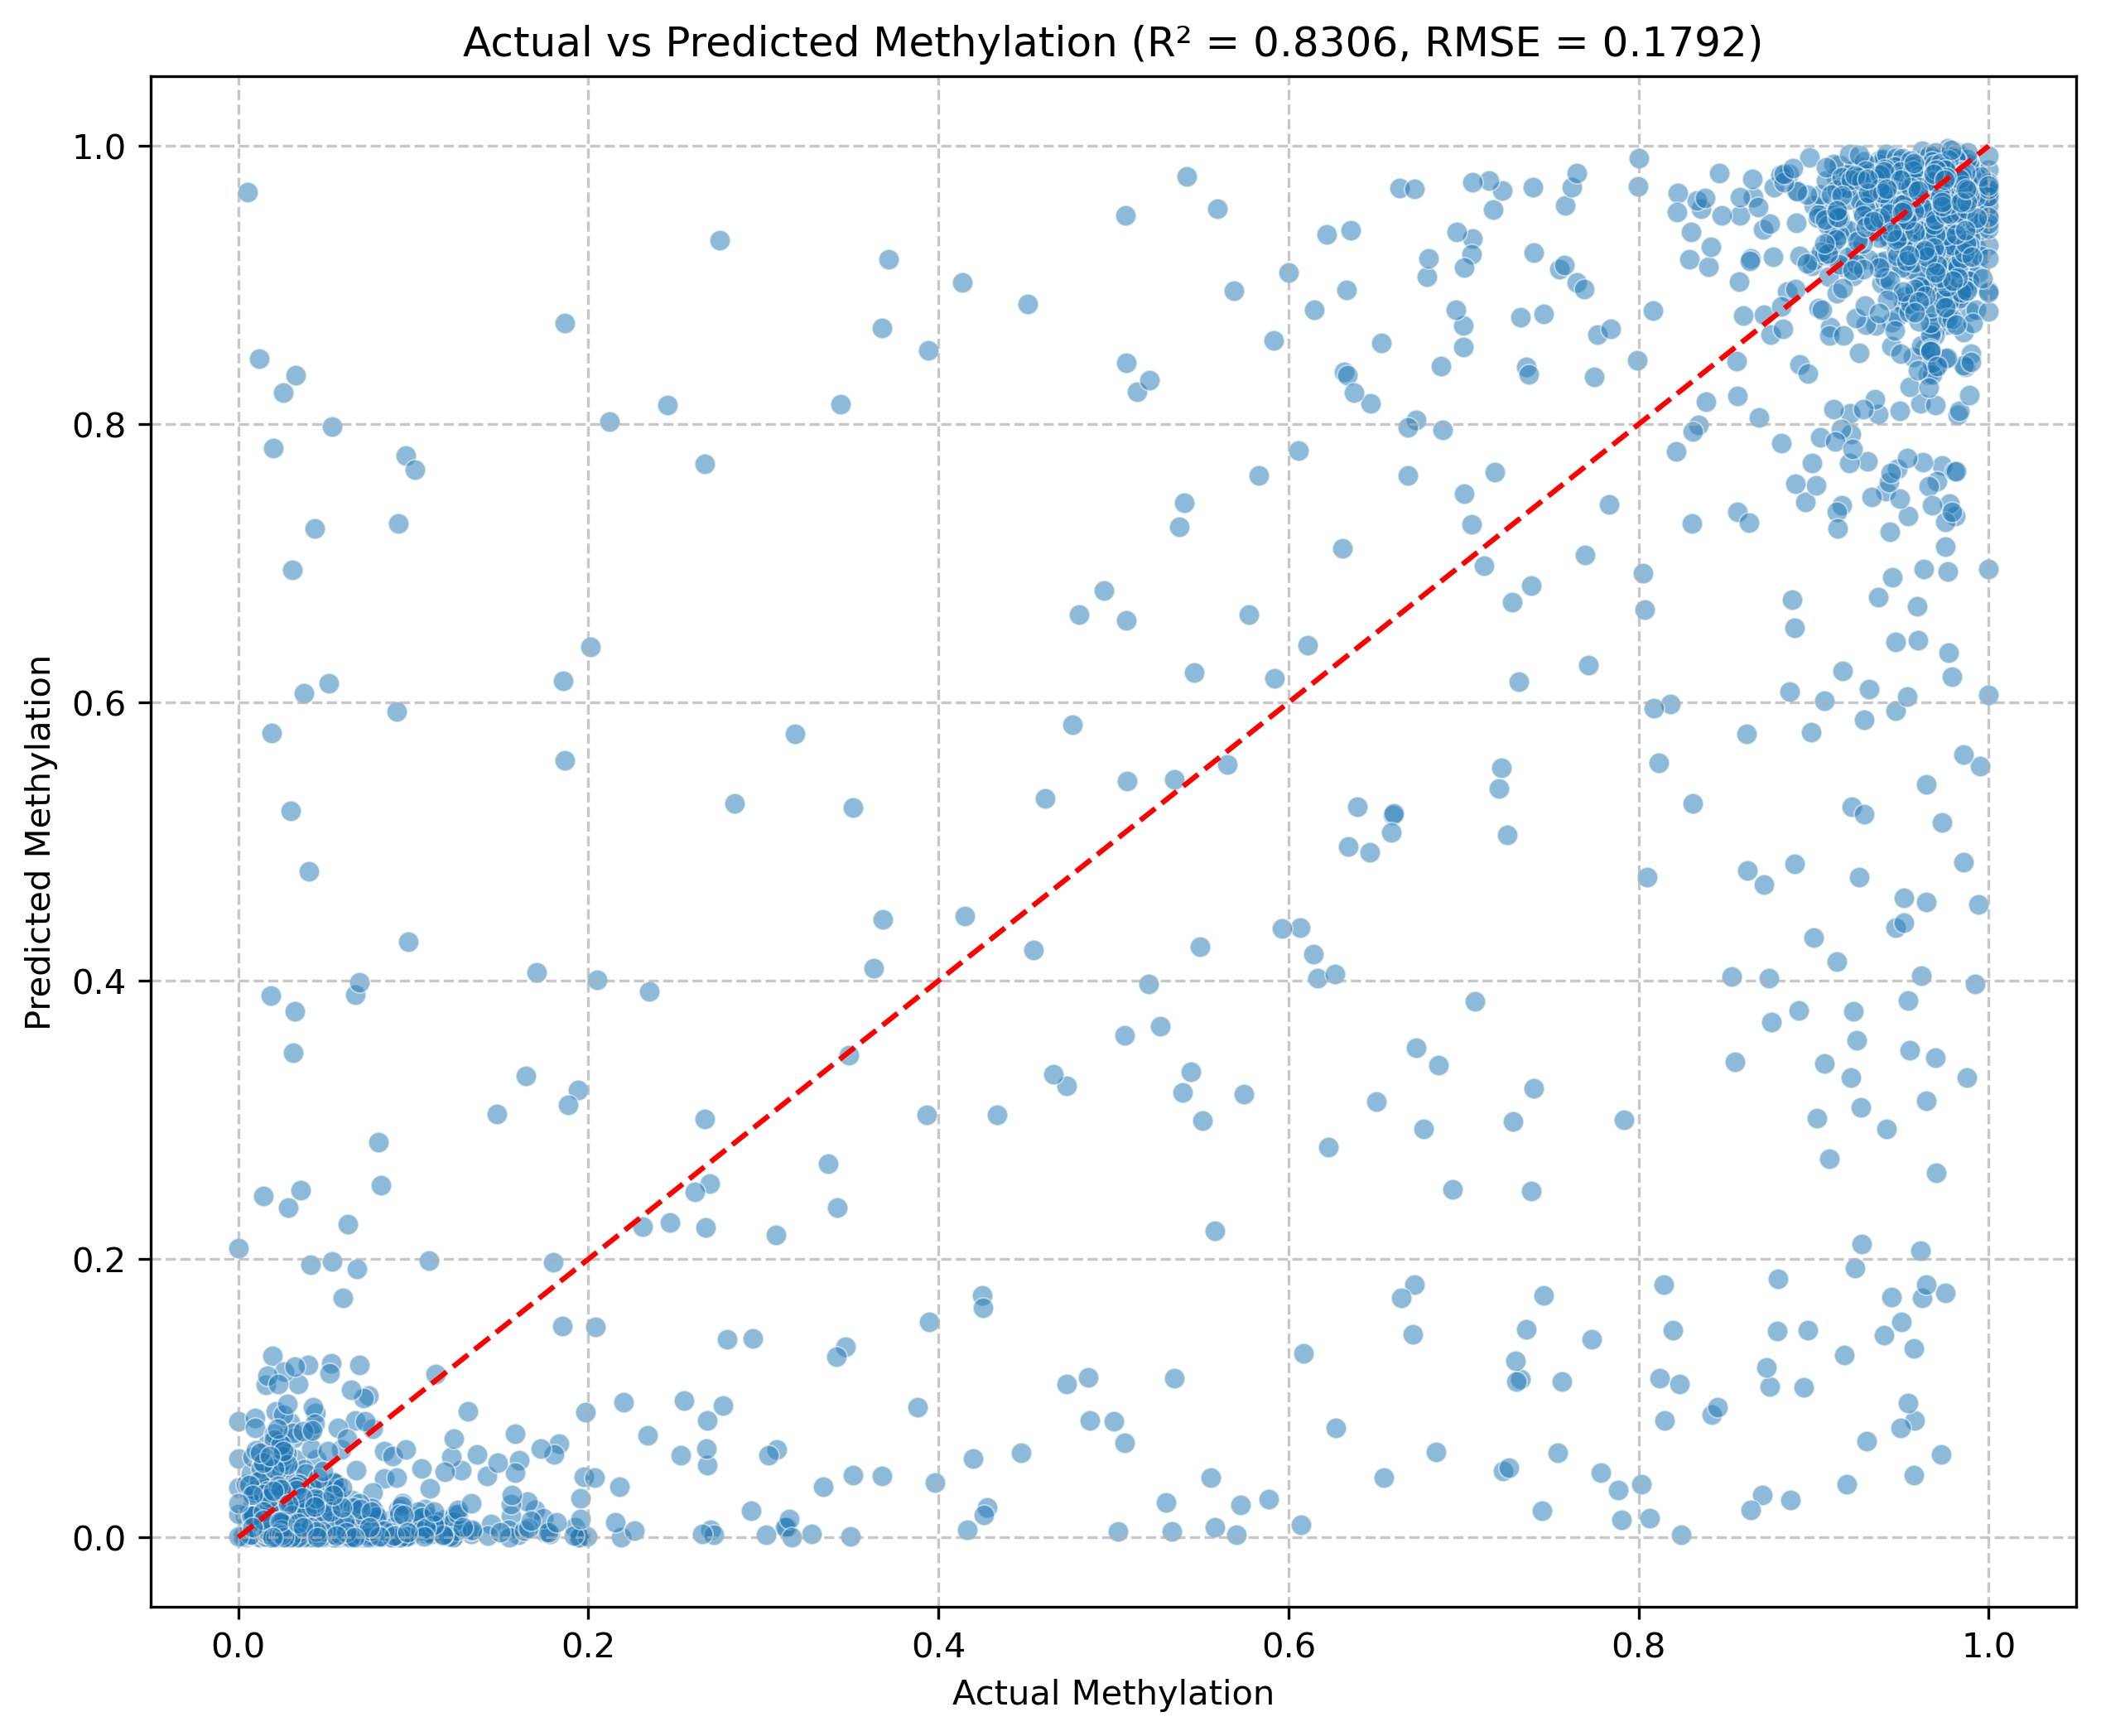 Actual vs Predicted Methylation (R² = 0.8306, RMSE = 0.1792)
Predicted Methylation
1.0
0.8
0.6
0.4
0.2
0.0
0.0 0.2 0.4 0.6 0.8 1.0
Actual Methylation